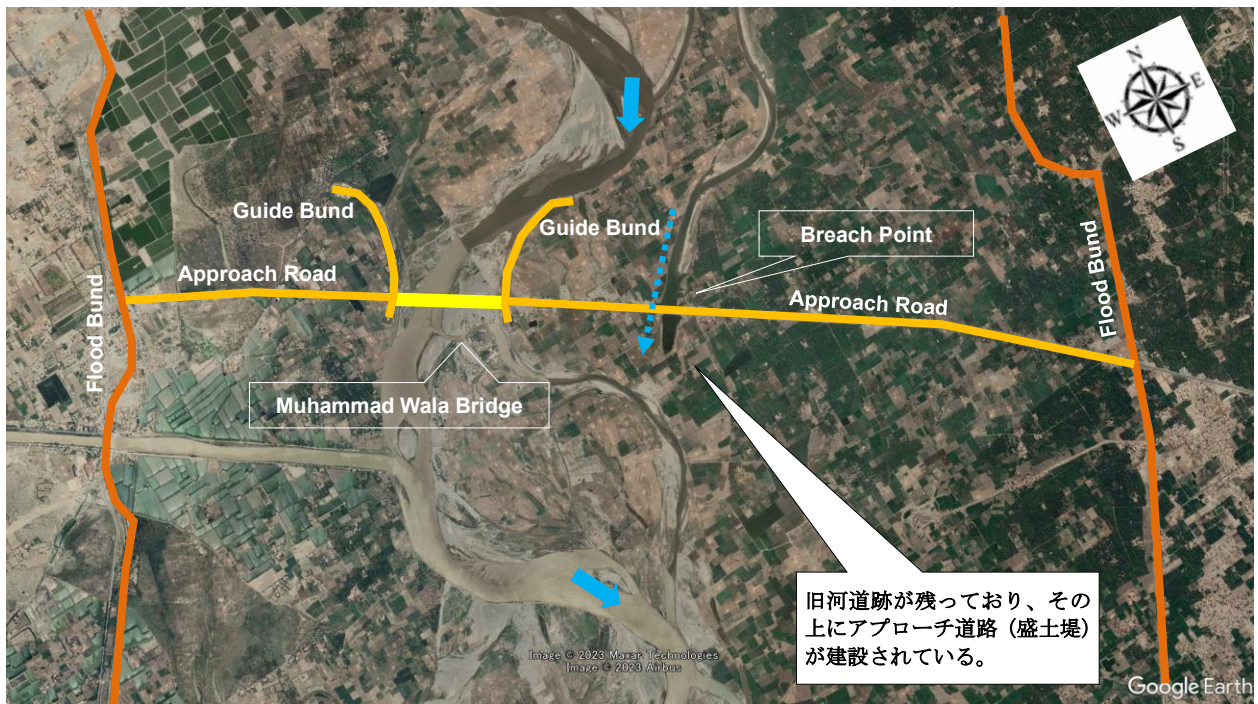 N
E
W
S
Guide Bund
Guide Bund
Breach Point
Approach Road
Approach Road
Flood Bund
Flood Bund
Muhammad Wala Bridge
旧河道跡が残っており、その
上にアプローチ道路（盛土堤）
が建設されている。
Image © 2023 Maxar Technologies
Image © 2023 Airbus
Google Earth